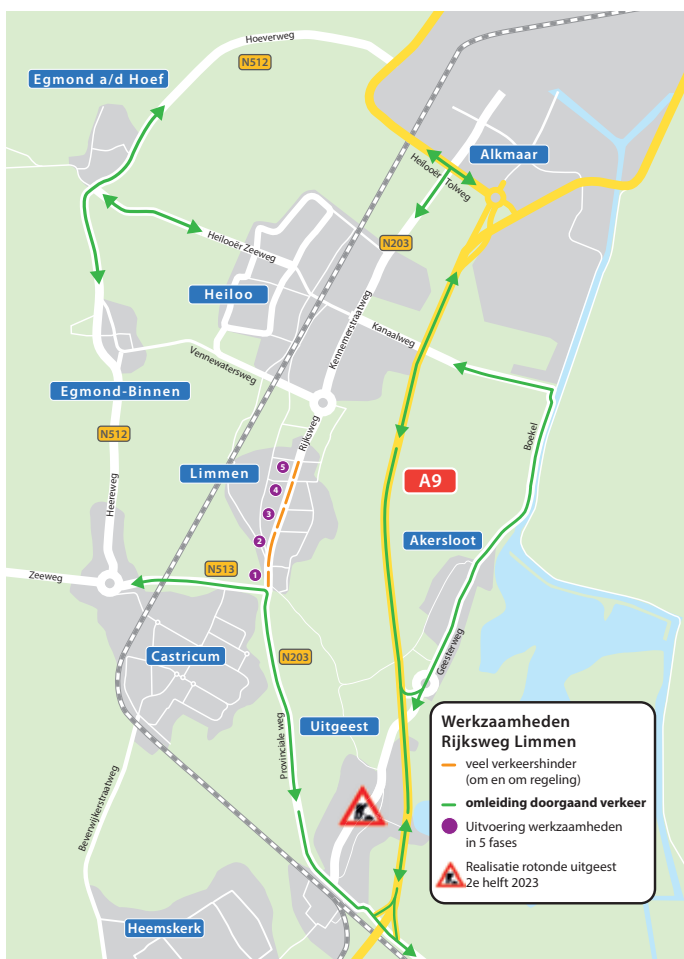 Hoeverweg
N512
Egmond a/d Hoef
Alkmaar
Heilooër Tolweg
N203
Heilooër Zeeweg
Heiloo
Kennemerstraatweg
Kanaalweg
Vennewatersweg
Egmond-Binnen
N512
Rijksweg
Boekel
Limmen
5
4
3
2
1
A9
Heereweg
Akersloot
Zeeweg
N513
Castricum
N203
Geesterweg
Uitgeest
Provinciale weg
Beverwijkerstraatweg
Heemskerk
Werkzaamheden
Rijksweg Limmen
veel verkeershinder
(om en om regeling)
omleiding doorgaand verkeer
Uitvoering werkzaamheden
in 5 fases
Realisatie rotonde uitgeest
2e helft 2023